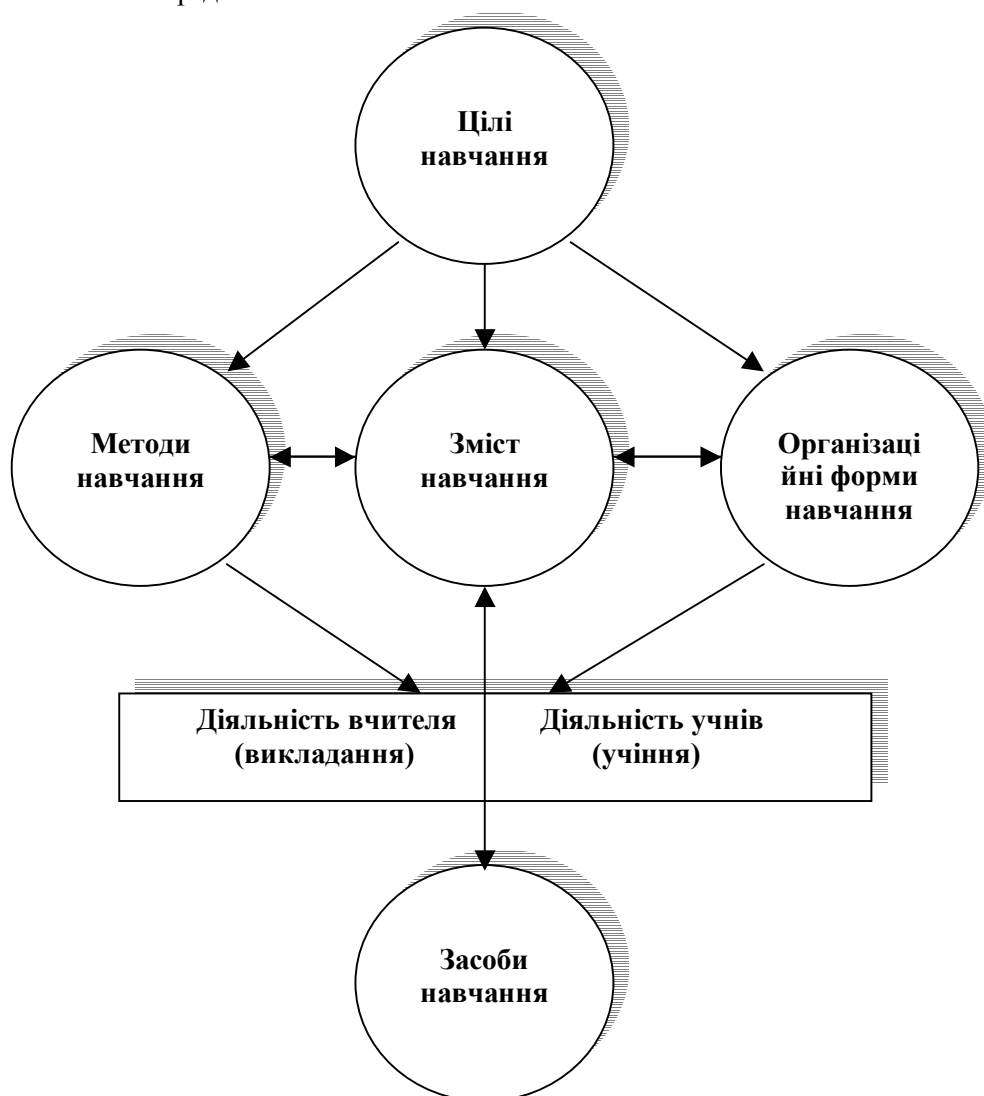 Цілі
навчання
Методи
навчання
Зміст
навчання
Організаці
йні форми
навчання
Діяльність вчителя
(викладання)
Діяльність учнів
(учіння)
Засоби
навчання